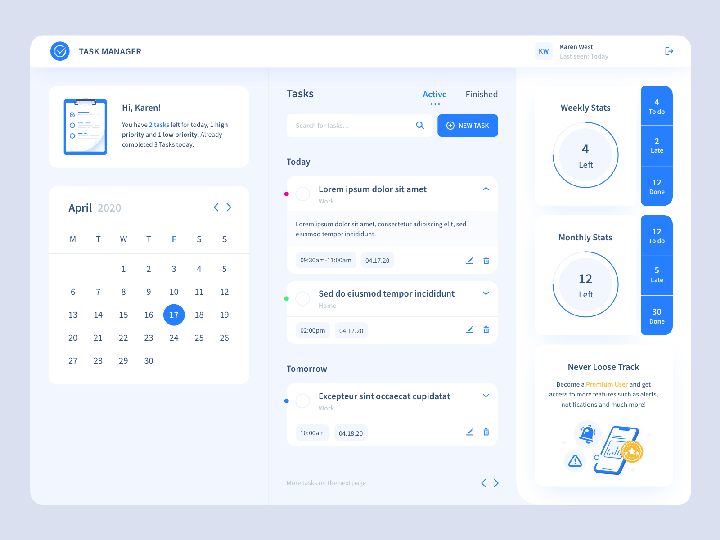 TASK MANAGER
KW
Karen West
Last seen: Today
Hi, Karen!
You have 2 tasks left for today, 1 high
priority and 1 low priority. Already
completed 3 Tasks today.
April 2020
M T W T F S S
1 2 3 4 5
6 7 8 9 10 11 12
13 14 15 16 17 18 19
20 21 22 23 24 25 26
27 28 29 30
Tasks
Active
Finished
Search for tasks...
NEW TASK
Today
Lorem ipsum dolor sit amet
Work
Lorem ipsum dolor sit amet, consectetur adipiscing elit, sed
eiusmod tempor incididunt.
09:30am-11:00am
04.17.20
Sed do eiusmod tempor incididunt
Home
02:00pm
04.17.20
Tomorrow
Excepteur sint occaecat cupidatat
Work
10:00am
04.18.20
More tasks on the next page
Weekly Stats
4
Left
4
To do
2
Late
12
Done
Monthly Stats
12
Left
12
To do
5
Late
30
Done
Never Loose Track
Become a Premium User and get
access to more features such as alerts,
notifications and much more!